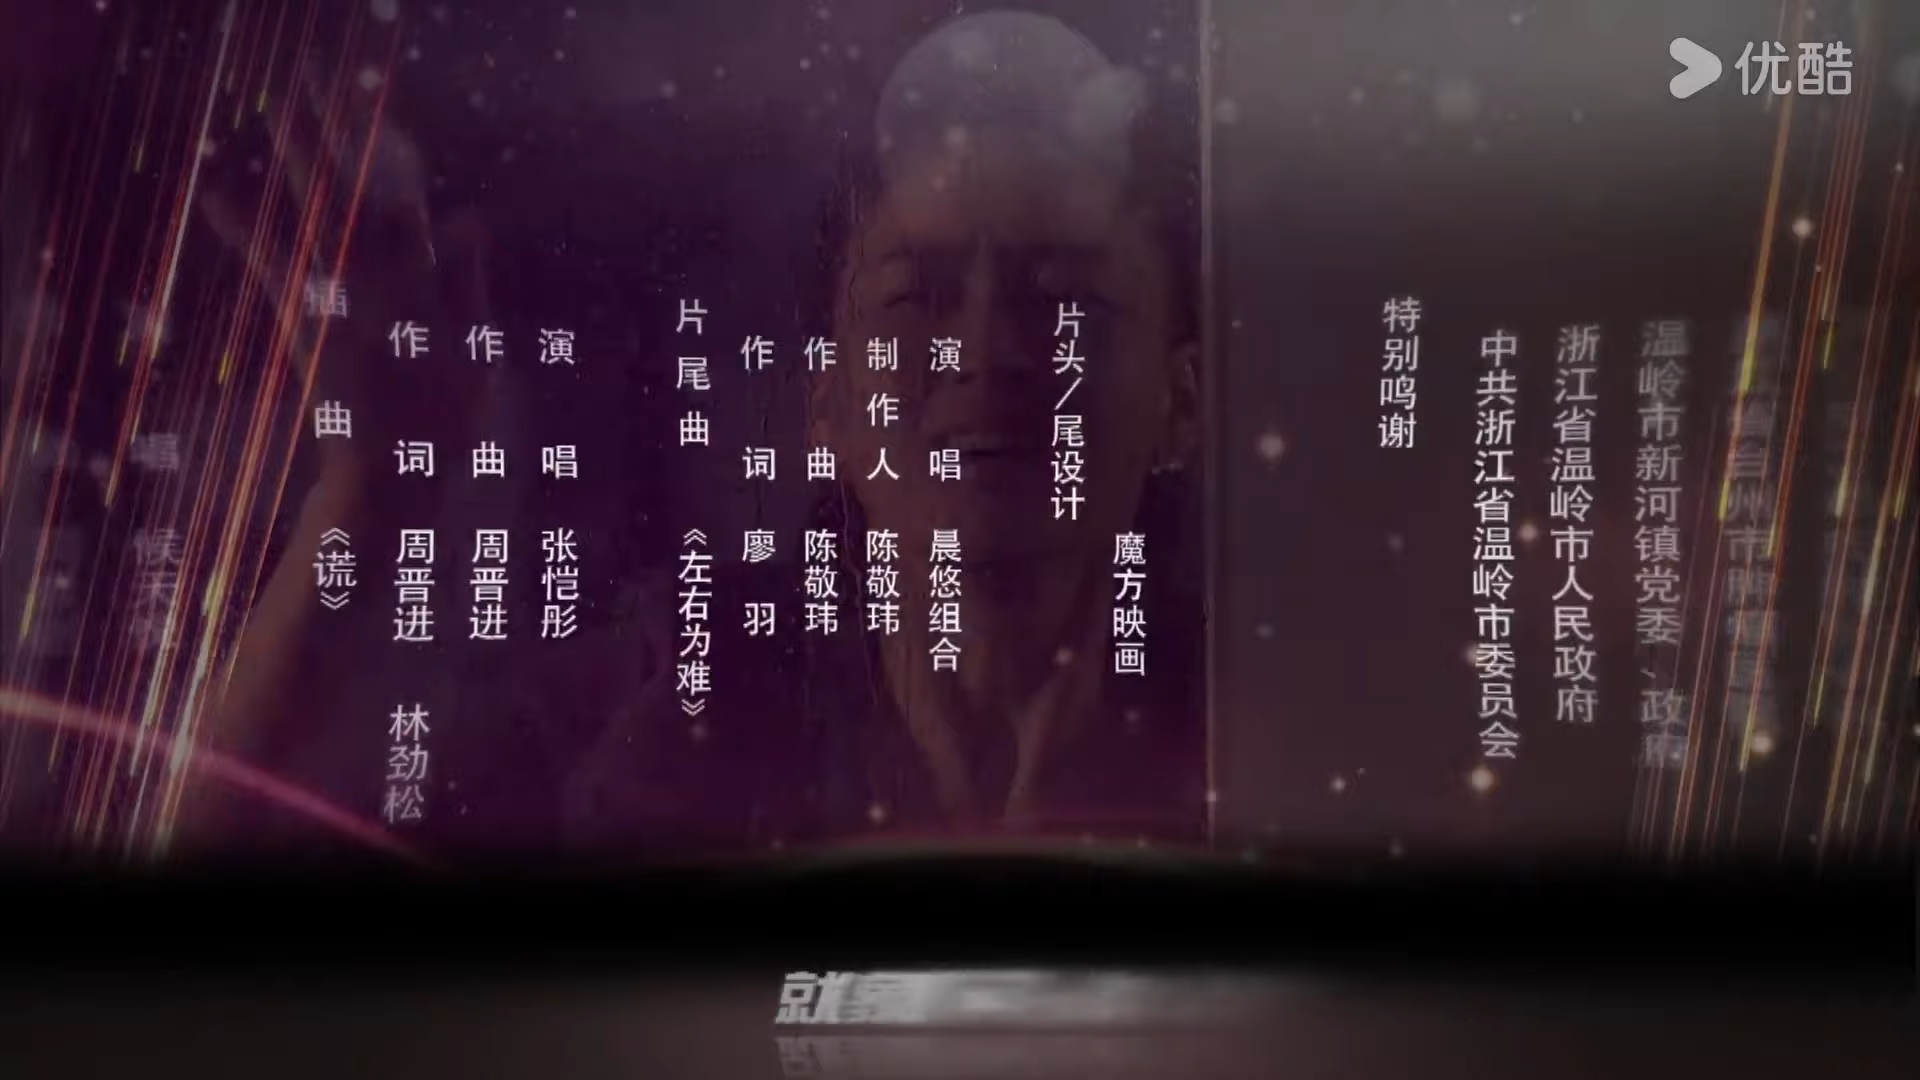 优酷
插曲 《谎》
作词 周晋进 林劲松
作曲 周晋进
演唱 张恺彤
片尾曲 《左右为难》
作词 廖羽
作曲 陈敬玮
制作人 陈敬玮
演唱 晨悠组合
片头/尾设计
魔方映画
特别鸣谢
中共浙江省温岭市委员会
浙江省温岭市人民政府
温岭市新河镇党委、政府
就